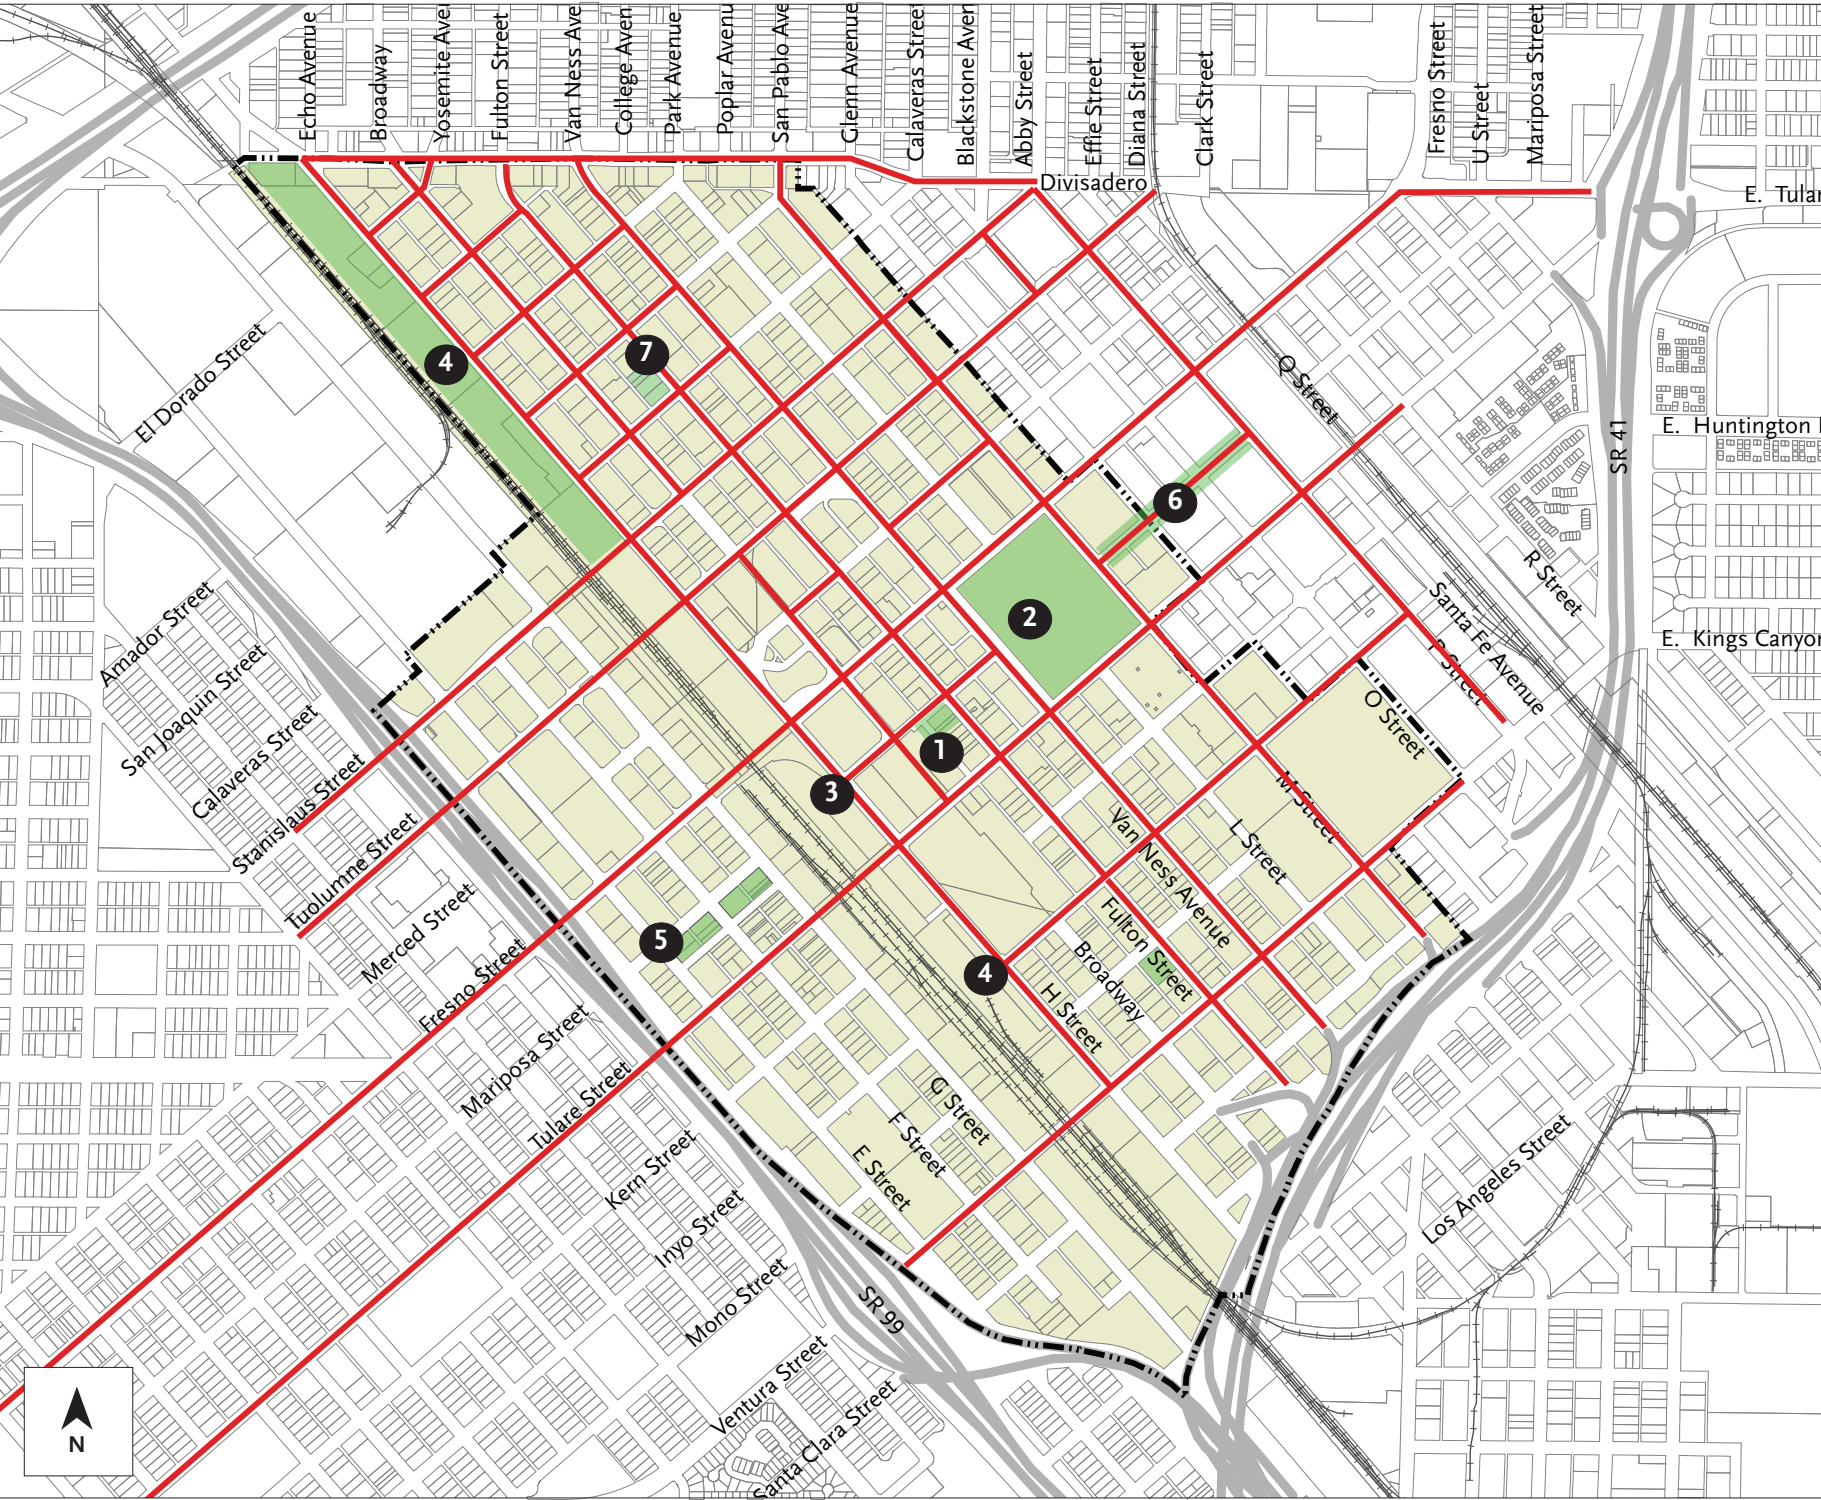 Echo Avenue
Broadway
Yosemite Aven
Fulton Street
Van Ness Ave
College Aven
Park Avenue
Poplar Avenu
San Pablo Ave
Glenn Avenue
Calaveras Street
Blackstone Aven
Abby Street
Effie Street
Diana Street
Clark Street
Fresno Street
U Street
Mariposa Street
Divisadero
E. Tular
El Dorado Street
4
7
Q Street
SR 41
E. Huntington
6
R Street
2
Amador Street
San Joaquin Street
Calaveras Street
Stanislaus Street
Tuolumne Street
Merced Street
Fresno Street
Mariposa Street
Tulare Street
Kern Street
Inyo Street
Mono Street
Ventura Street
Santa Clara Street
Santa Fe Avenue
P Street
E. Kings Canyon
O Street
1
3
M Street
L Street
Van Ness Avenue
Fulton Street
Broadway
H Street
5
4
G Street
F Street
E Street
SR 99
Los Angeles Street
N